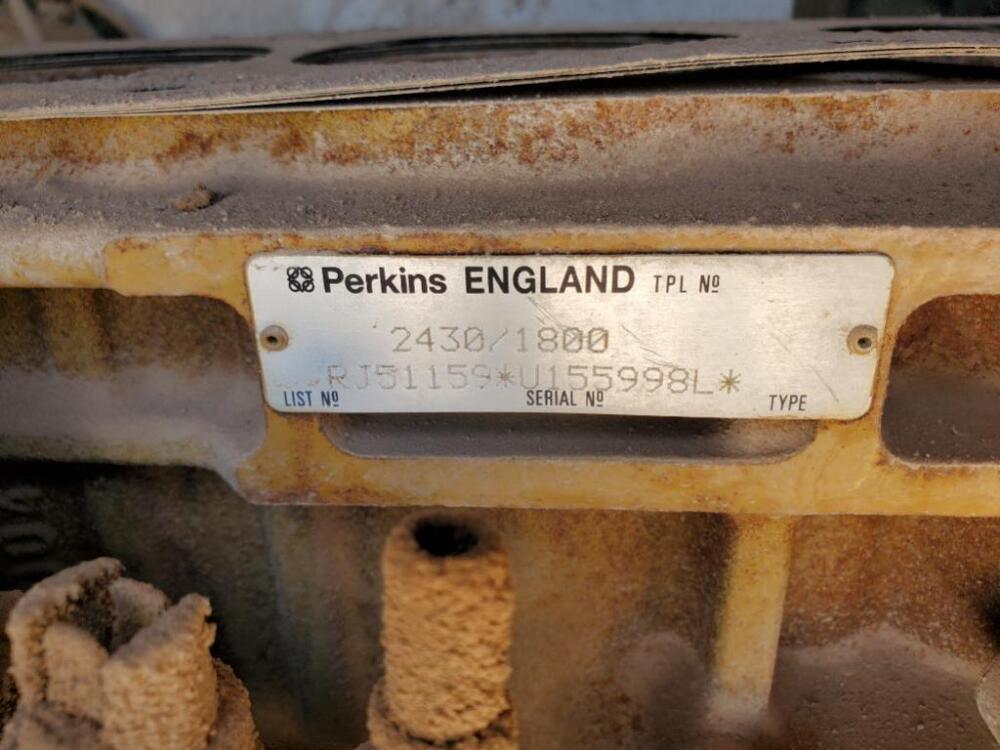 Perkins ENGLAND TPL Nº
2430/1800
RJ51159*U155998L*
LIST Nº SERIAL Nº TYPE